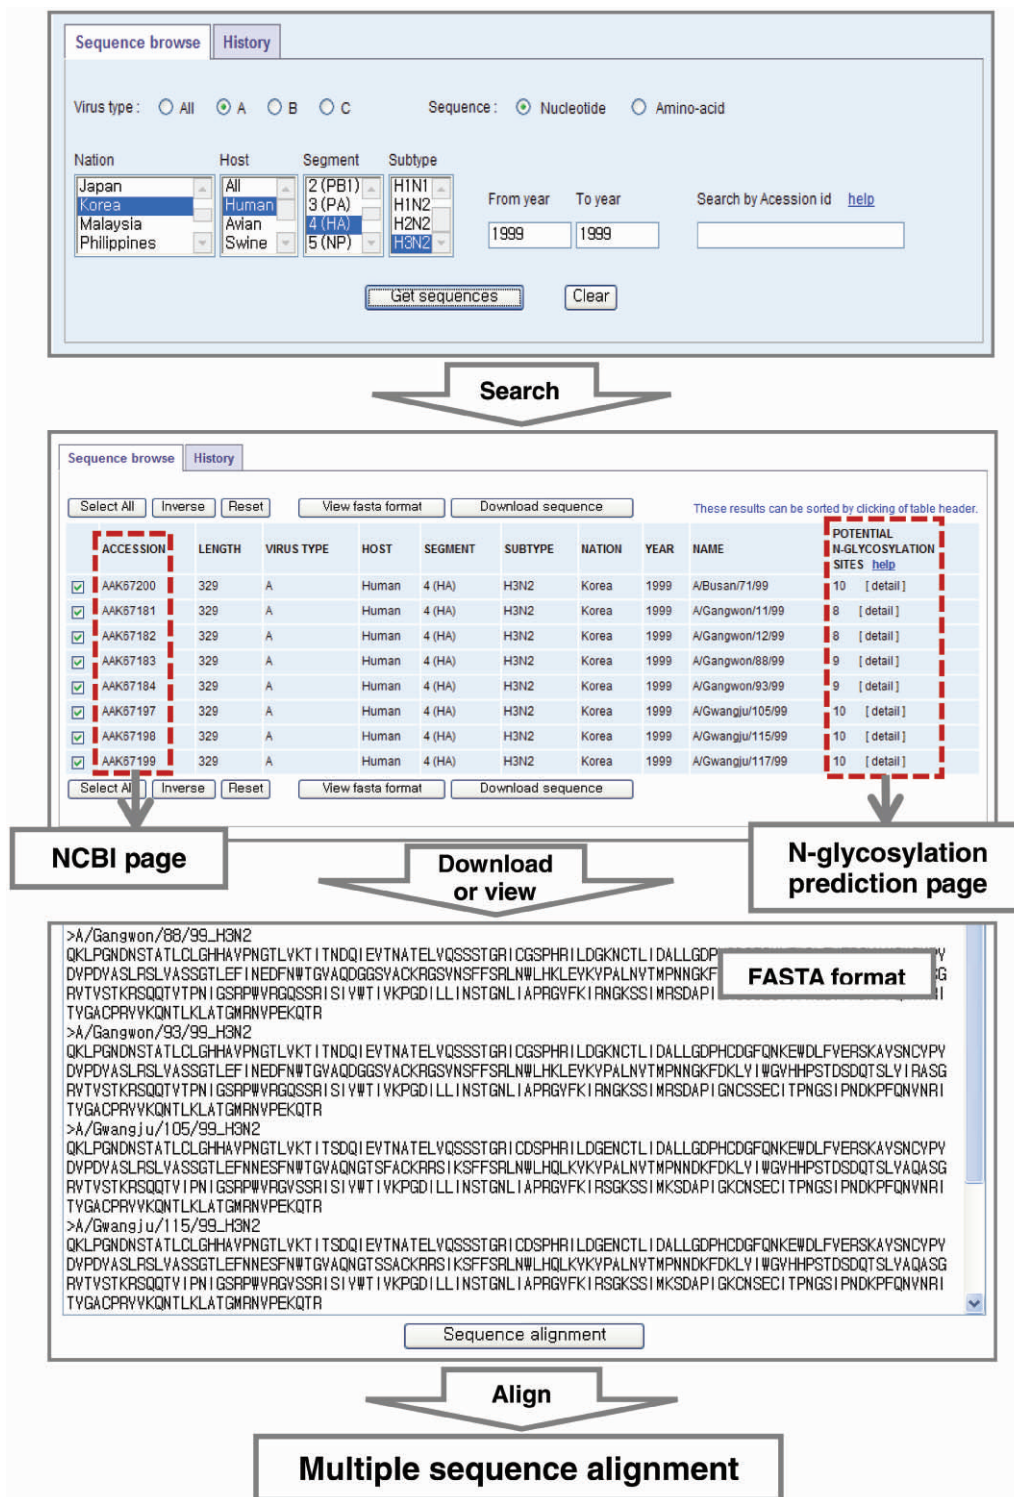 Sequence browse History
Virus type : All A B C Sequence : Nucleotide Amino-acid
Nation Host Segment Subtype
Japan All 2 (PB1) H1N1
Korea Human 3 (PA) H1N2
Malaysia Avian 4 (HA) H2N2
Philippines Swine 5 (NP) H3N2
From year To year Search by Acession id help
1999 1999
Get sequences Clear
Search
Sequence browse History
Select All Inverse Reset View fasta format Download sequence These results can be sorted by clicking of table header.
ACCESSION LENGTH VIRUS TYPE HOST SEGMENT SUBTYPE NATION YEAR NAME POTENTIAL N-GLYCOSYLATION SITES help
AAK67200 329 A Human 4 (HA) H3N2 Korea 1999 A/Busan/71/99 10 [ detail ]
AAK67181 329 A Human 4 (HA) H3N2 Korea 1999 A/Gangwon/11/99 8 [ detail ]
AAK67182 329 A Human 4 (HA) H3N2 Korea 1999 A/Gangwon/12/99 8 [ detail ]
AAK67183 329 A Human 4 (HA) H3N2 Korea 1999 A/Gangwon/88/99 9 [ detail ]
AAK67184 329 A Human 4 (HA) H3N2 Korea 1999 A/Gangwon/93/99 9 [ detail ]
AAK67197 329 A Human 4 (HA) H3N2 Korea 1999 A/Gwangju/105/99 10 [ detail ]
AAK67198 329 A Human 4 (HA) H3N2 Korea 1999 A/Gwangju/115/99 10 [ detail ]
AAK67199 329 A Human 4 (HA) H3N2 Korea 1999 A/Gwangju/117/99 10 [ detail ]
Select All Inverse Reset View fasta format Download sequence
NCBI page
Download
or view
N-glycosylation
prediction page
>A/Gangwon/88/99_H3N2
FASTA format
TVGACPRYVKQNTLKLATGMRNVPEKQTR
>A/Gangwon/93/99_H3N2
QKLPGNDNSTATLCLGHHAVPNGTLVKTITNDQIEVTNATELVQSSSTGRICGSPHRILDGKNCTLIDALLGDPHCDGFQNKEWDLFVERSKAYSNCYPY
DVPDYASLRSLVASSGTLEFINEDFNWTGVAQDGGSYACKRGSVNSFFSRLNWLHKLEYKYPALNVTMPNNGKFDKLYIWGVHHPSTDSDQTSLYIRASG
RVTVSTKRSQQTVTPNIGSRPWVRGQSSRISIYWTIVKPGDILLINSTGNLIAPRGYFKIRNGKSSIMRSDAPIGNCSSECITPNGSIPNDKPFQNVNRI
TYGACPRYVKQNTLKLATGMRNVPEKQTR
>A/Gwangju/105/99_H3N2
QKLPGNDNSTATLCLGHHAVPNGTLVKTITSDQIEVTNATELVQSSSTGRICDSPHRILDGENCTLIDALLGDPHCDGFQNKEWDLFVERSKAYSNCYPY
DVPDYASLRSLVASSGTLEFNNESFNWTGVAQNGTSFACKRRSIKSFFSRLNWLHQLKYKYPALNVTMPNNDKFDKLYIWGVHHPSTDSDQTSLYAQASG
RVTVSTKRSQQTVIPNIGSRPWVRGVSSRISIYWTIVKPGDILLINSTGNLIAPRGYFKIRSGKSSIMKSDAPIGKCNSECITPNGSIPNDKPFQNVNRI
TYGACPRYVKQNTLKLATGMRNVPEKQTR
>A/Gwangju/115/99_H3N2
QKLPGNDNSTATLCLGHHAVPNGTLVKTITSDQIEVTNATELVQSSSTGRICDSPHRILDGENCTLIDALLGDPHCDGFQNKEWDLFVERSKAYSNCYPY
DVPDYASLRSLVASSGTLEFNNESFNWTGVAQNGTSSACKRRSIKSFFSRLNWLHQLKYKYPALNVTMPNNDKFDKLYIWGVHHPSTDSDQTSLYAQASG
RVTVSTKRSQQTVIPNIGSRPWVRGVSSRISIYWTIVKPGDILLINSTGNLIAPRGYFKIRSGKSSIMKSDAPIGKCNSECITPNGSIPNDKPFQNVNRI
TYGACPRYVKQNTLKLATGMRNVPEKQTR
Sequence alignment
Align
Multiple sequence alignment